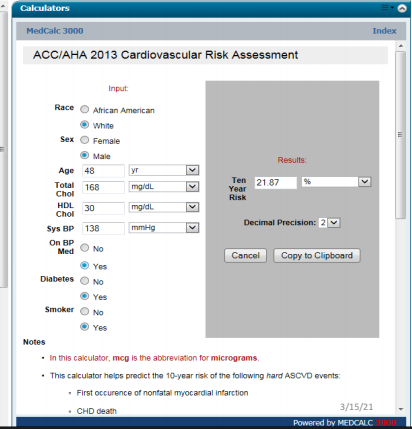 Calculators
MedCalc 3000 Index
ACC/AHA 2013 Cardiovascular Risk Assessment
Input:
Race African American
White
Sex Female
Male
Age 48 yr
Total Chol 168 mg/dL
HDL Chol 30 mg/dL
Sys BP 138 mmHg
On BP Med No
Yes
Diabetes No
Yes
Smoker No
Yes
Results:
Ten Year Risk 21.87 %
Decimal Precision: 2
Cancel Copy to Clipboard
Notes
In this calculator, mcg is the abbreviation for micrograms.
This calculator helps predict the 10-year risk of the following hard ASCVD events:
First occurence of nonfatal myocardial infarction
CHD death
3/15/21
Powered by MEDCALC 3000